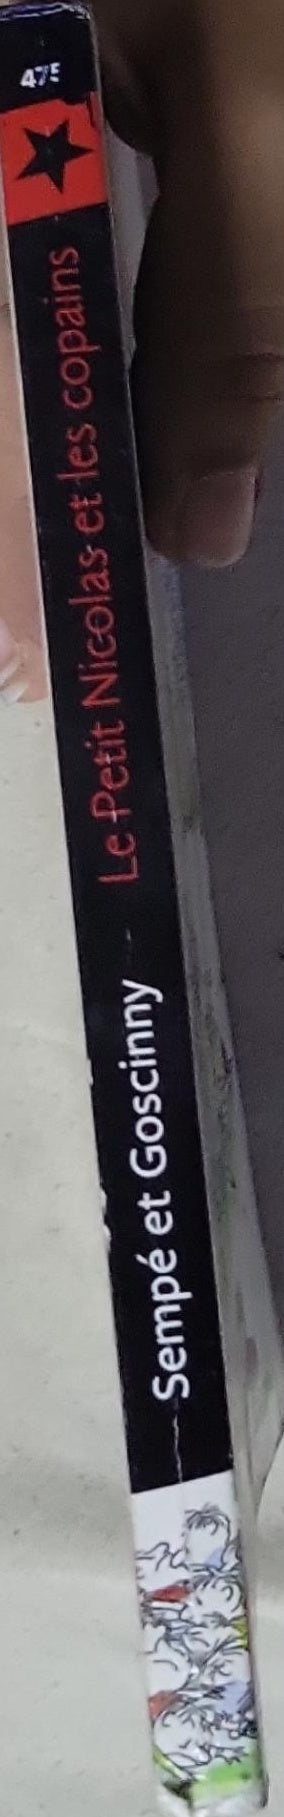 Sempé et Goscinny
Le Petit Nicolas et les copains
475